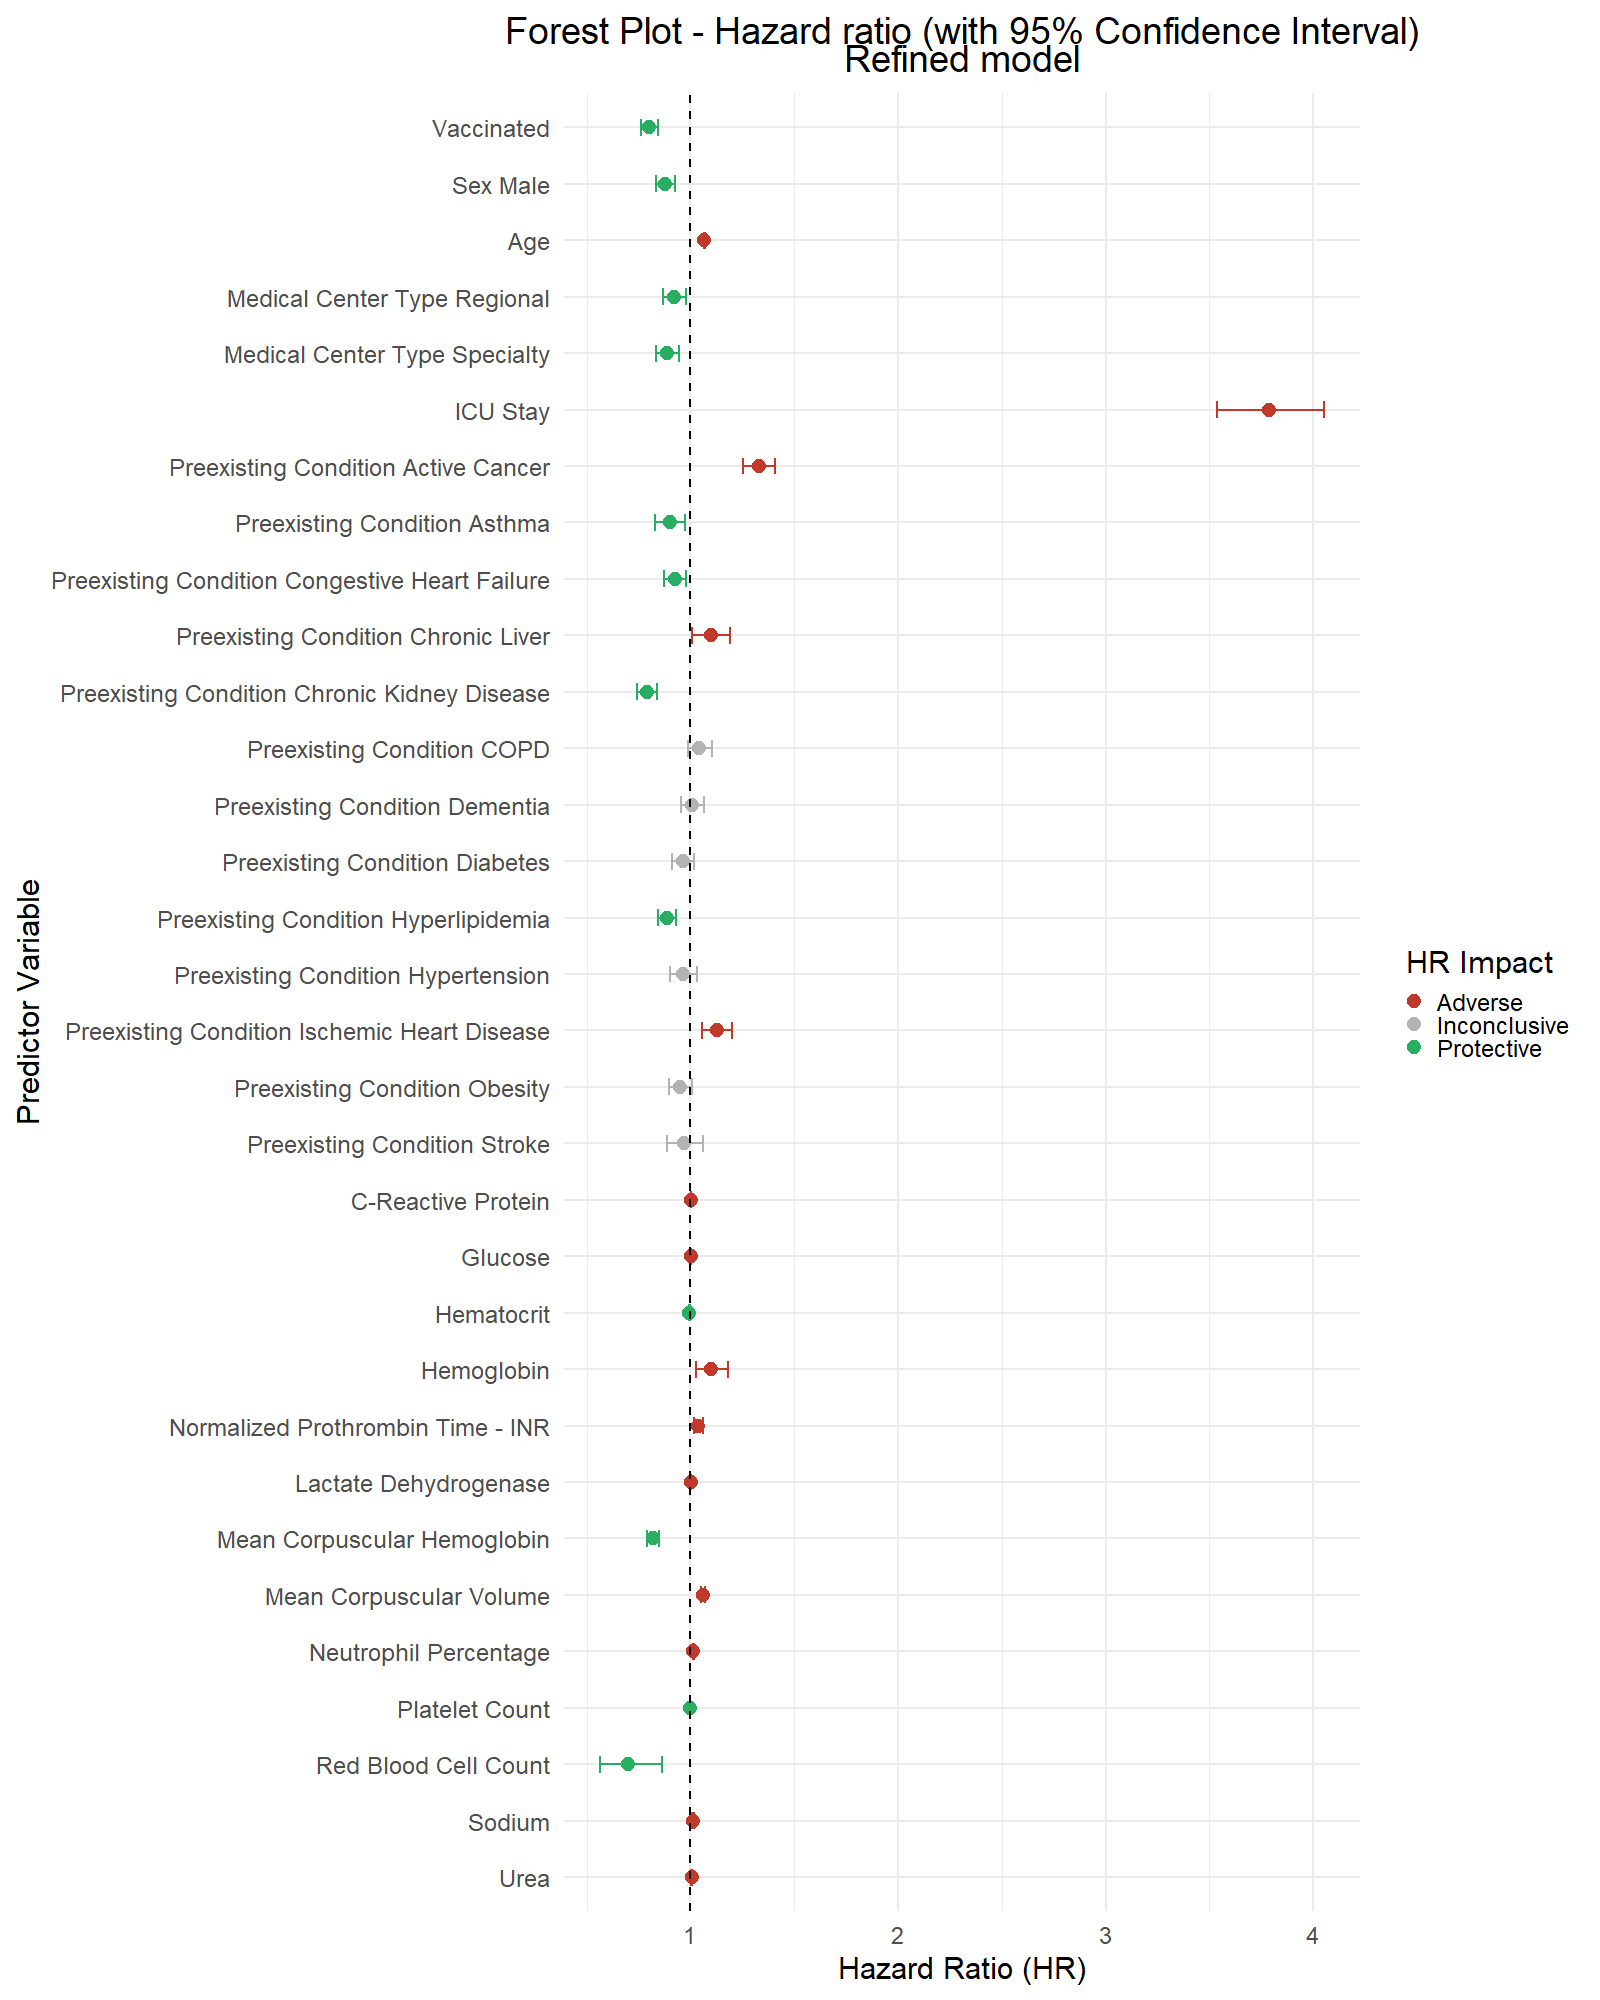 Forest Plot - Hazard ratio (with 95% Confidence Interval)
Refined model
Predictor Variable
Vaccinated
Sex Male
Age
Medical Center Type Regional
Medical Center Type Specialty
ICU Stay
Preexisting Condition Active Cancer
Preexisting Condition Asthma
Preexisting Condition Congestive Heart Failure
Preexisting Condition Chronic Liver
Preexisting Condition Chronic Kidney Disease
Preexisting Condition COPD
Preexisting Condition Dementia
Preexisting Condition Diabetes
Preexisting Condition Hyperlipidemia
Preexisting Condition Hypertension
Preexisting Condition Ischemic Heart Disease
Preexisting Condition Obesity
Preexisting Condition Stroke
C-Reactive Protein
Glucose
Hematocrit
Hemoglobin
Normalized Prothrombin Time - INR
Lactate Dehydrogenase
Mean Corpuscular Hemoglobin
Mean Corpuscular Volume
Neutrophil Percentage
Platelet Count
Red Blood Cell Count
Sodium
Urea
1 2 3 4
Hazard Ratio (HR)
HR Impact
Adverse
Inconclusive
Protective